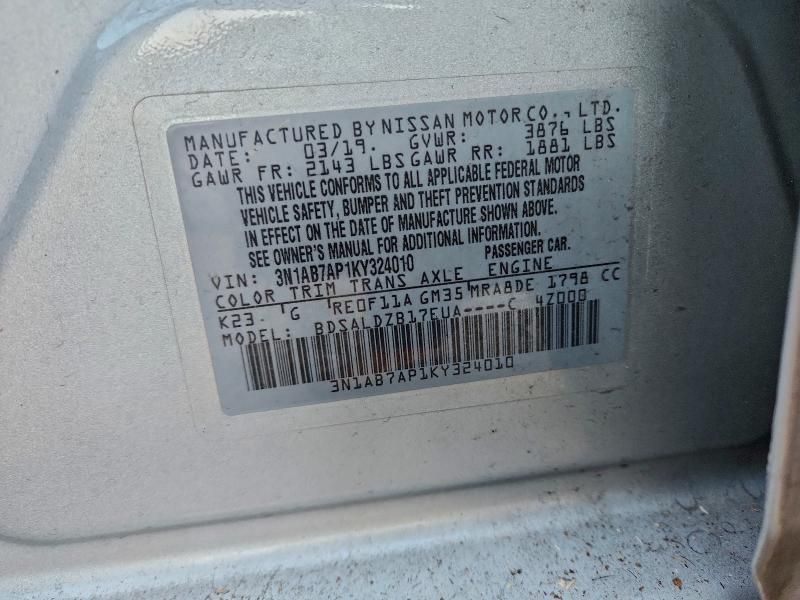 MANUFACTURED BY NISSAN MOTOR CO., LTD.
DATE: 03/19. GVWR: 3876 LBS
GAWR FR: 2143 LBS GAWR RR: 1881 LBS
THIS VEHICLE CONFORMS TO ALL APPLICABLE FEDERAL MOTOR
VEHICLE SAFETY, BUMPER AND THEFT PREVENTION STANDARDS
IN EFFECT ON THE DATE OF MANUFACTURE SHOWN ABOVE.
SEE OWNER'S MANUAL FOR ADDITIONAL INFORMATION
VIN: 3N1AB7AP1KY324010 PASSENGER CAR.
COLOR TRIM TRANS AXLE ENGINE
K23 G RE0F11A GM35 MRA8DE 1798 CC
MODEL: BDSALDZB17EUA----C 4Z000
3N1AB7AP1KY324010